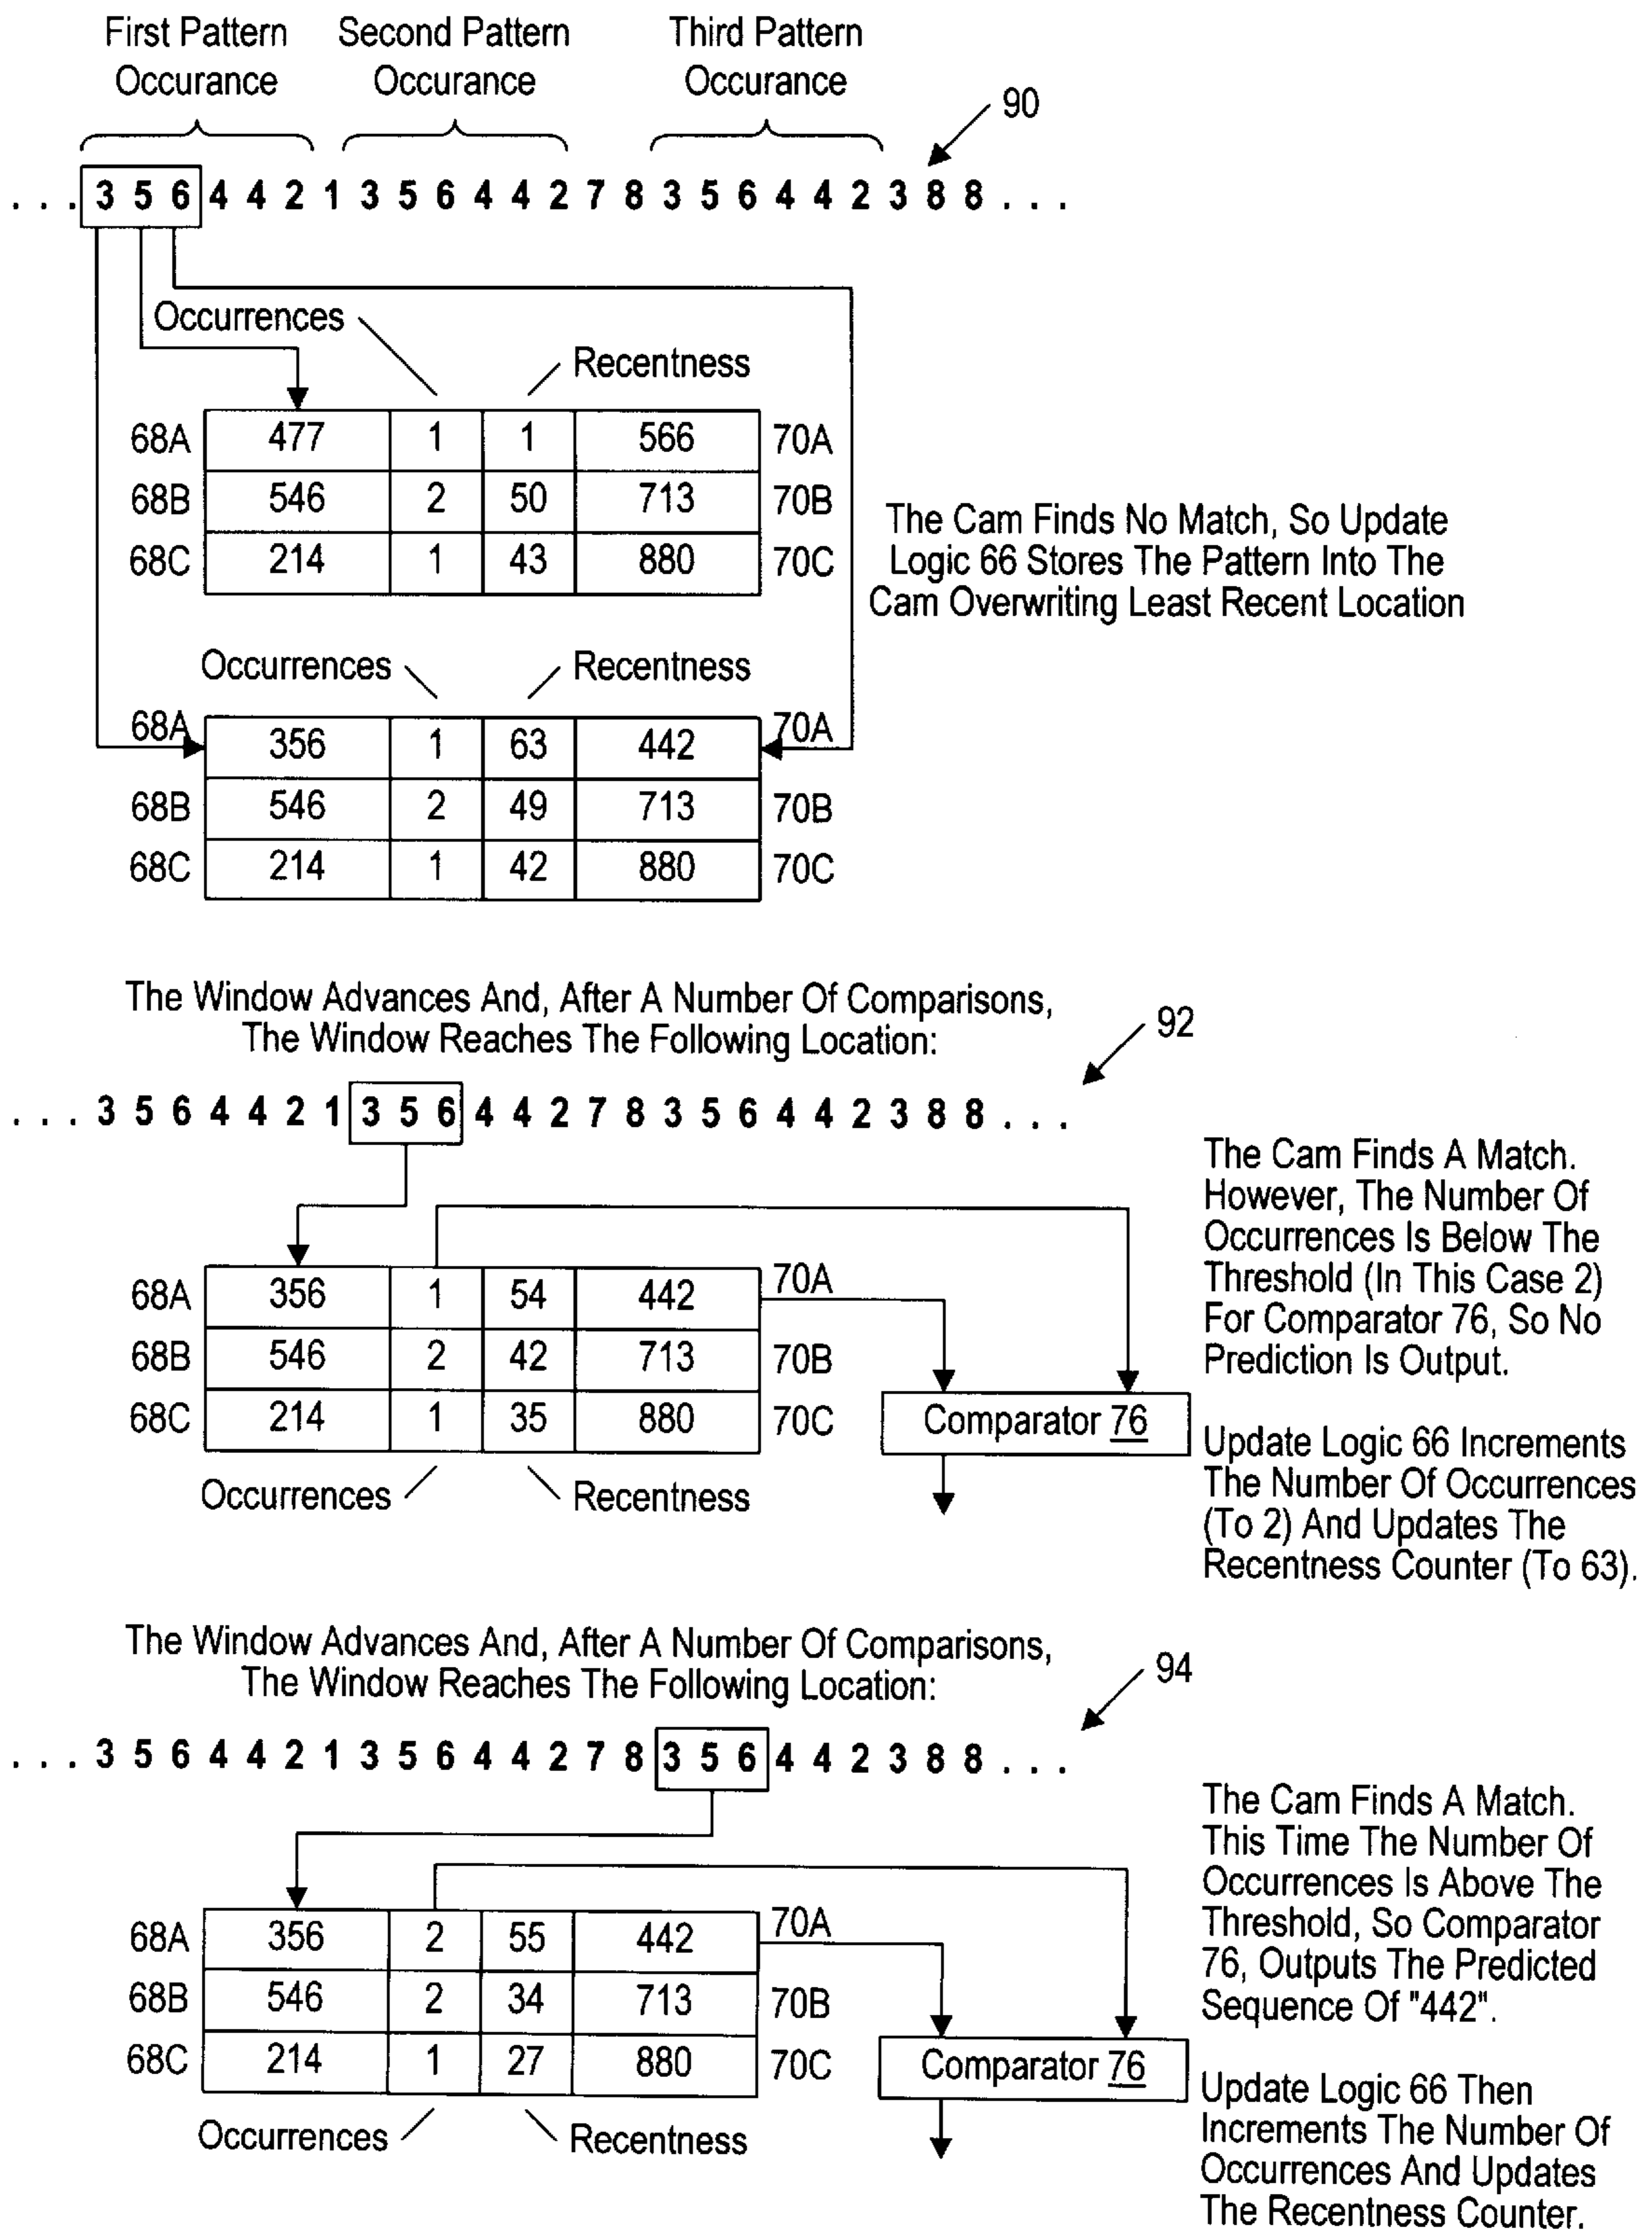 First Pattern Occurance
Second Pattern Occurance
Third Pattern Occurance
90
. . . 3 5 6 4 4 2 1 3 5 6 4 4 2 7 8 3 5 6 4 4 2 3 8 8 . . .
Occurrences
Recentness
68A 477 1 1 566 70A
68B 546 2 50 713 70B
68C 214 1 43 880 70C
The Cam Finds No Match, So Update
Logic 66 Stores The Pattern Into The
Cam Overwriting Least Recent Location
Occurrences Recentness
68A 356 1 63 442 70A
68B 546 2 49 713 70B
68C 214 1 42 880 70C
The Window Advances And, After A Number Of Comparisons,
The Window Reaches The Following Location:
92
. . . 3 5 6 4 4 2 1 3 5 6 4 4 2 7 8 3 5 6 4 4 2 3 8 8 . . .
68A 356 1 54 442 70A
68B 546 2 42 713 70B
68C 214 1 35 880 70C
Occurrences Recentness
Comparator 76
The Cam Finds A Match.
However, The Number Of
Occurrences Is Below The
Threshold (In This Case 2)
For Comparator 76, So No
Prediction Is Output.
Update Logic 66 Increments
The Number Of Occurrences
(To 2) And Updates The
Recentness Counter (To 63).
The Window Advances And, After A Number Of Comparisons,
The Window Reaches The Following Location:
94
. . . 3 5 6 4 4 2 1 3 5 6 4 4 2 7 8 3 5 6 4 4 2 3 8 8 . . .
68A 356 2 55 442 70A
68B 546 2 34 713 70B
68C 214 1 27 880 70C
Occurrences Recentness
Comparator 76
The Cam Finds A Match.
This Time The Number Of
Occurrences Is Above The
Threshold, So Comparator
76, Outputs The Predicted
Sequence Of "442".
Update Logic 66 Then
Increments The Number Of
Occurrences And Updates
The Recentness Counter.